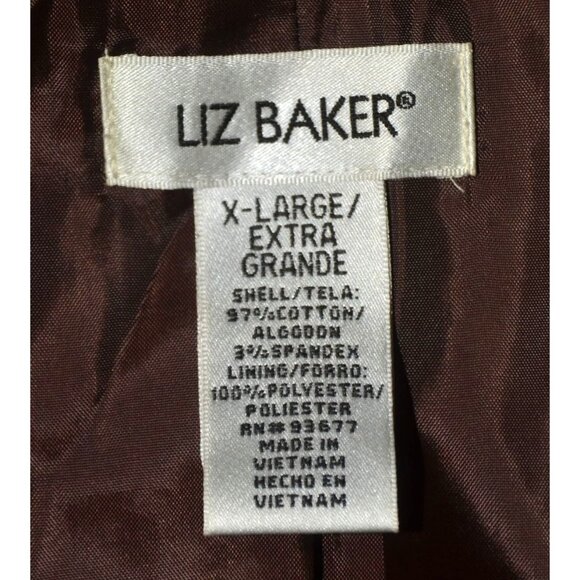 LIZ BAKER®
X-LARGE/
EXTRA
GRANDE
SHELL/TELA:
97%COTTON/
ALGODON
3%SPANDEX
LINING/FORRO:
100%POLYESTER/
POLIESTER
RN# 93677
MADE IN
VIETNAM
HECHO EN
VIETNAM